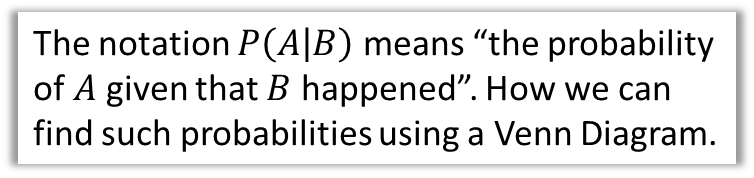 The notation P(A|B) means “the probability
of A given that B happened”. How we can
find such probabilities using a Venn Diagram.